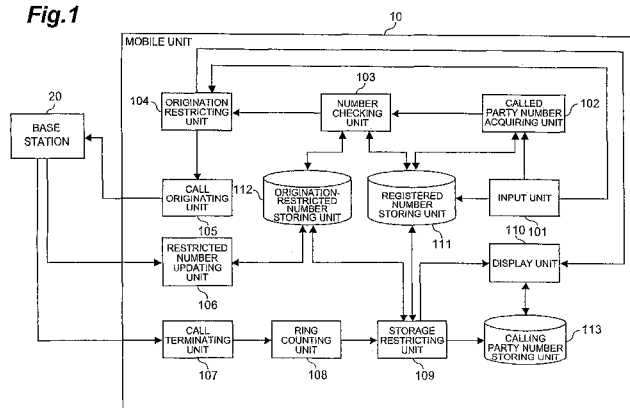 Fig.1
10
MOBILE UNIT
20
BASE
STATION
104
ORIGINATION
RESTRICTING
UNIT
103
NUMBER
CHECKING
UNIT
CALLED
PARTY NUMBER
ACQUIRING UNIT
102
CALL
ORIGINATING
UNIT
105
112
ORIGINATION-
RESTRICTED
NUMBER
STORING UNIT
REGISTERED
NUMBER
STORING UNIT
111
INPUT UNIT
101
RESTRICTED
NUMBER
UPDATING
UNIT
106
110
DISPLAY UNIT
CALL
TERMINATING
UNIT
107
RING
COUNTING
UNIT
108
STORAGE
RESTRICTING
UNIT
109
CALLING
PARTY NUMBER
STORING UNIT
113